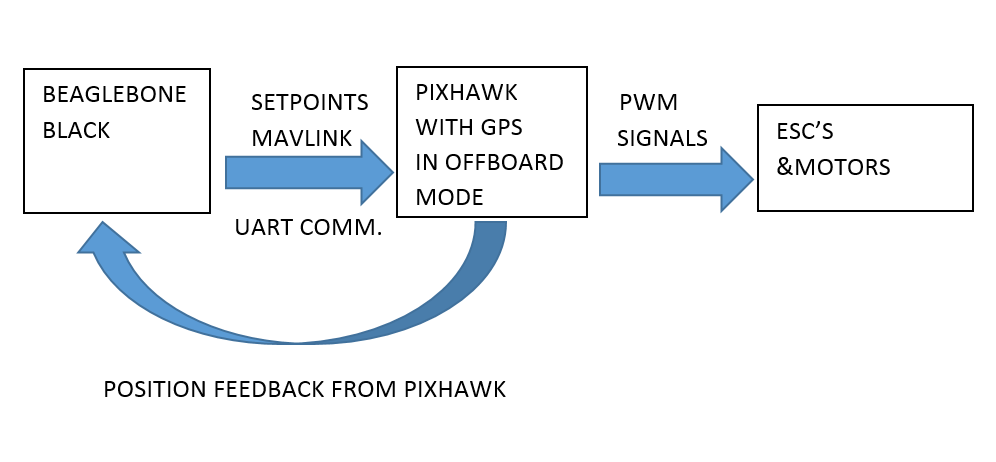 BEAGLEBONE
BLACK
SETPOINTS
MAVLINK
UART COMM.
PIXHAWK
WITH GPS
IN OFFBOARD
MODE
PWM
SIGNALS
ESC’S
&MOTORS
POSITION FEEDBACK FROM PIXHAWK